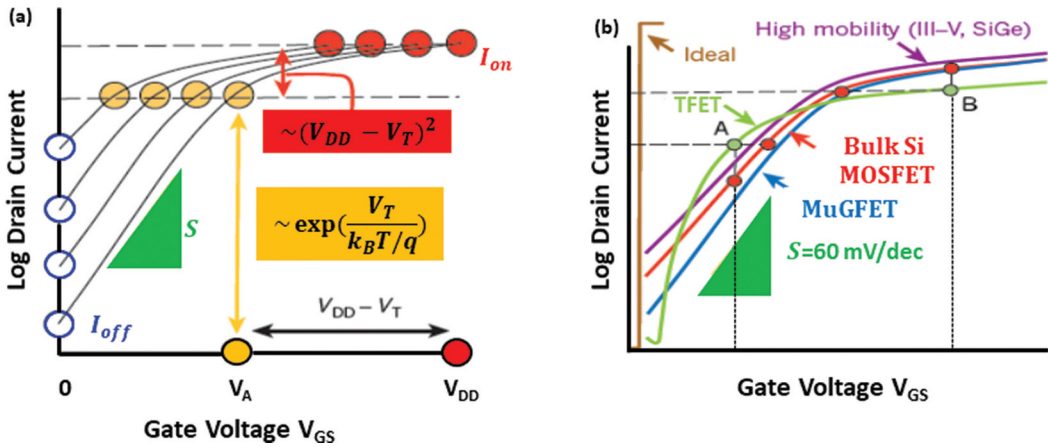 (a)
Log Drain Current
I_on
~(V_DD − V_T)^2
~ exp(V_T / k_BT/q)
S
I_off
V_DD − V_T
0
V_A
V_DD
Gate Voltage V_GS
(b)
Log Drain Current
Ideal
High mobility (III–V, SiGe)
TFET
A
B
Bulk Si
MOSFET
MuGFET
S=60 mV/dec
Gate Voltage V_GS